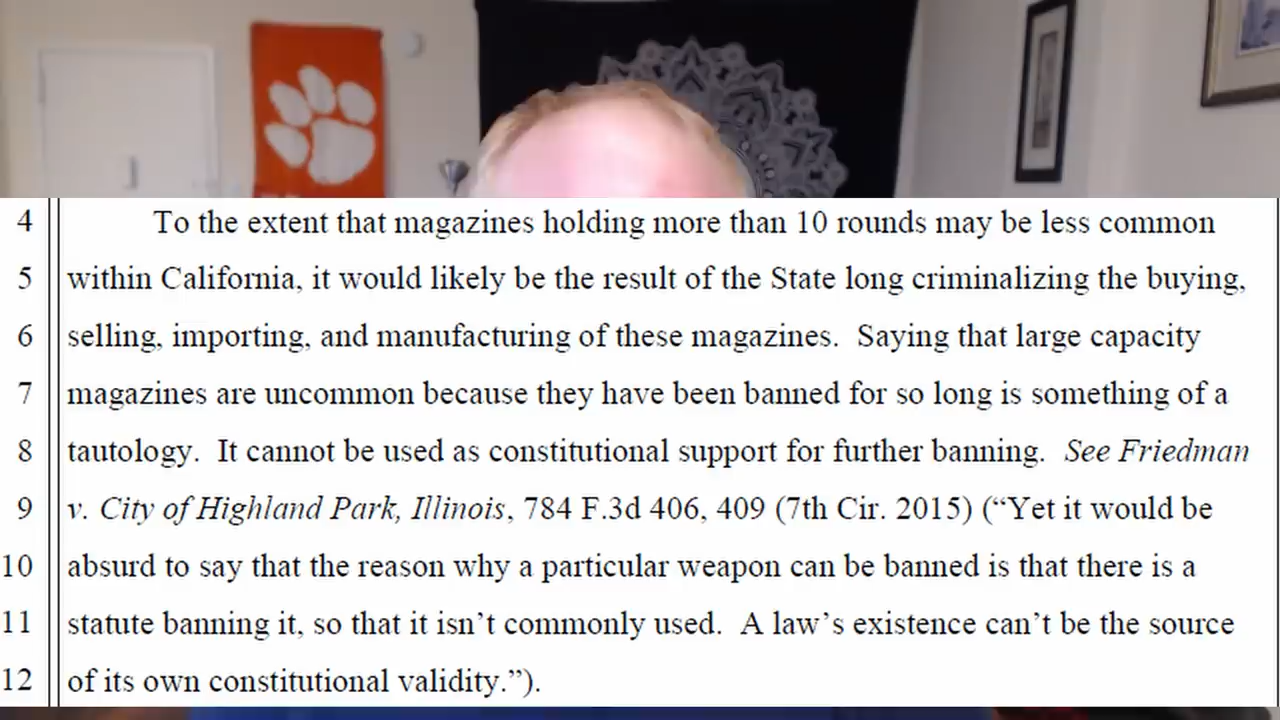 4 To the extent that magazines holding more than 10 rounds may be less common
5 within California, it would likely be the result of the State long criminalizing the buying,
6 selling, importing, and manufacturing of these magazines.  Saying that large capacity
7 magazines are uncommon because they have been banned for so long is something of a
8 tautology.  It cannot be used as constitutional support for further banning.  See Friedman
9 v. City of Highland Park, Illinois, 784 F.3d 406, 409 (7th Cir. 2015) (“Yet it would be
10 absurd to say that the reason why a particular weapon can be banned is that there is a
11 statute banning it, so that it isn’t commonly used.  A law’s existence can’t be the source
12 of its own constitutional validity.”).